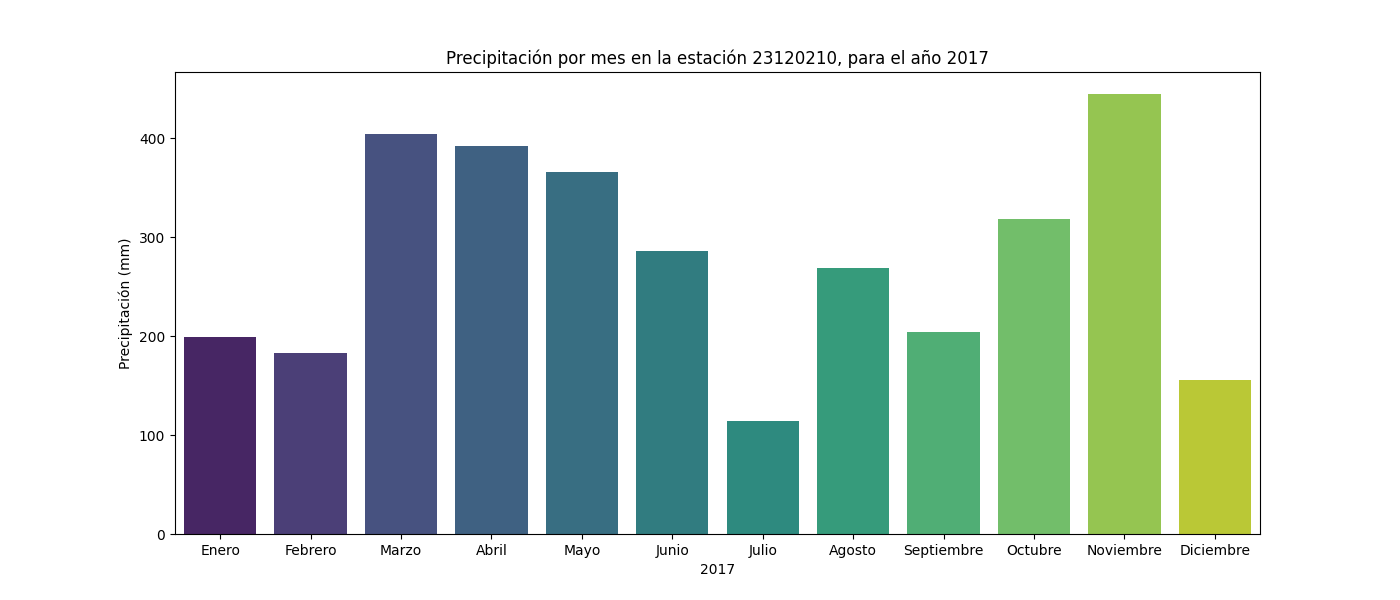 Precipitación por mes en la estación 23120210, para el año 2017
Precipitación (mm)
400
300
200
100
0
Enero Febrero Marzo Abril Mayo Junio Julio Agosto Septiembre Octubre Noviembre Diciembre
2017